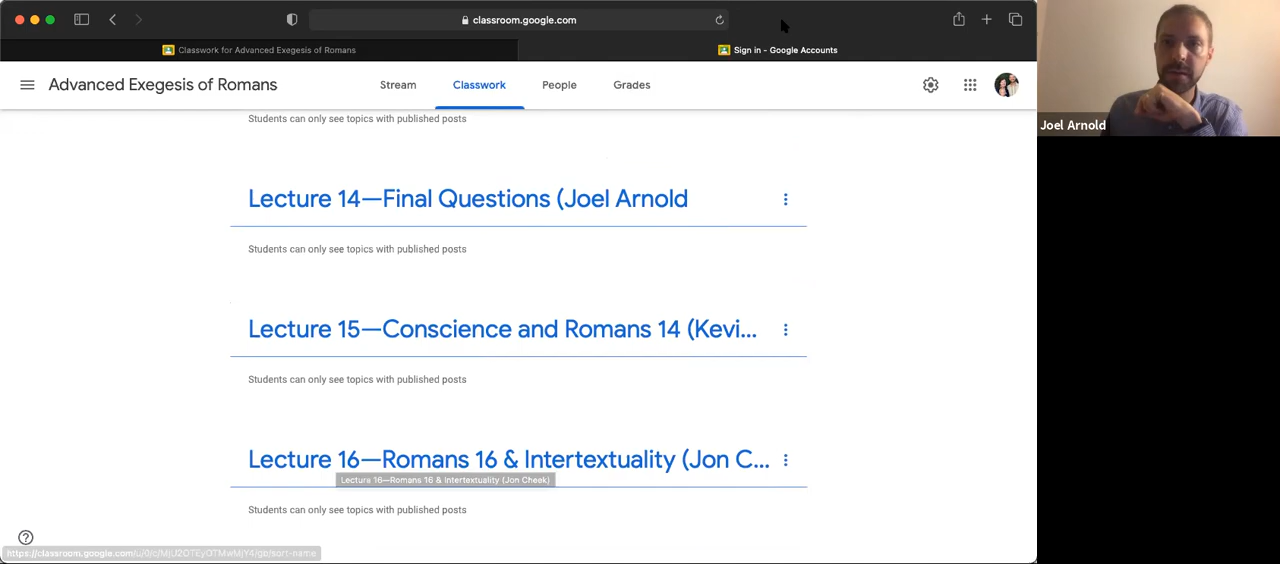 classroom.google.com
Classwork for Advanced Exegesis of Romans
Sign in - Google Accounts
Advanced Exegesis of Romans
Stream
Classwork
People
Grades
Joel Arnold
Students can only see topics with published posts
Lecture 14—Final Questions (Joel Arnold
Students can only see topics with published posts
Lecture 15—Conscience and Romans 14 (Kevi...
Students can only see topics with published posts
Lecture 16—Romans 16 & Intertextuality (Jon C...
Lecture 16—Romans 16 & Intertextuality (Jon Cheek)
Students can only see topics with published posts